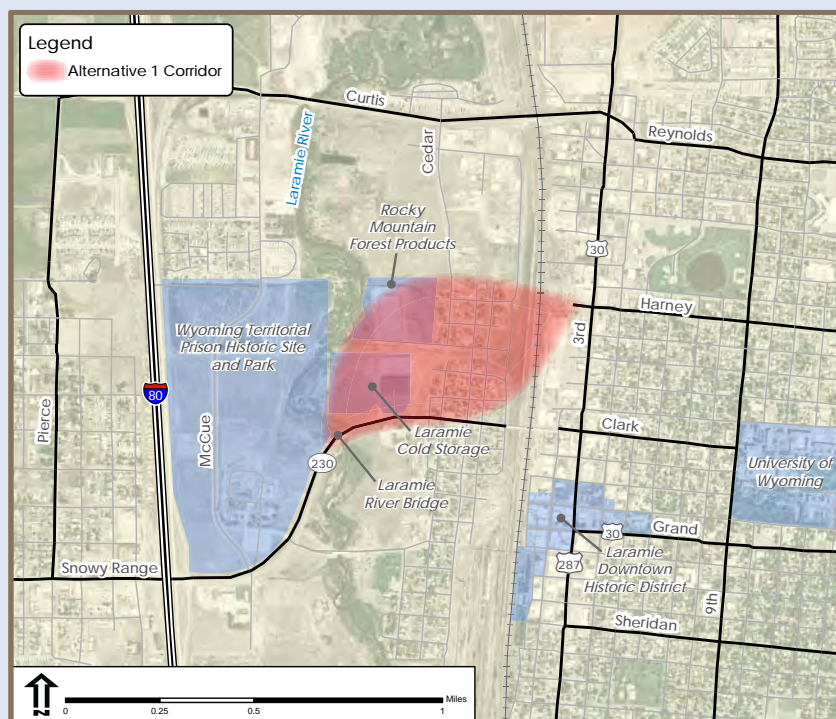 Legend
Alternative 1 Corridor
Curtis
Reynolds
Laramie River
Cedar
Rocky
Mountain
Forest Products
30
Harney
3rd
Wyoming Territorial
Prison Historic Site
and Park
80
Pierce
McCue
Clark
Laramie
Cold Storage
230
Laramie
River Bridge
University of
Wyoming
Grand
30
287
Laramie
Downtown
Historic District
Snowy Range
9th
Sheridan
N
Miles
0
0.25
0.5
1